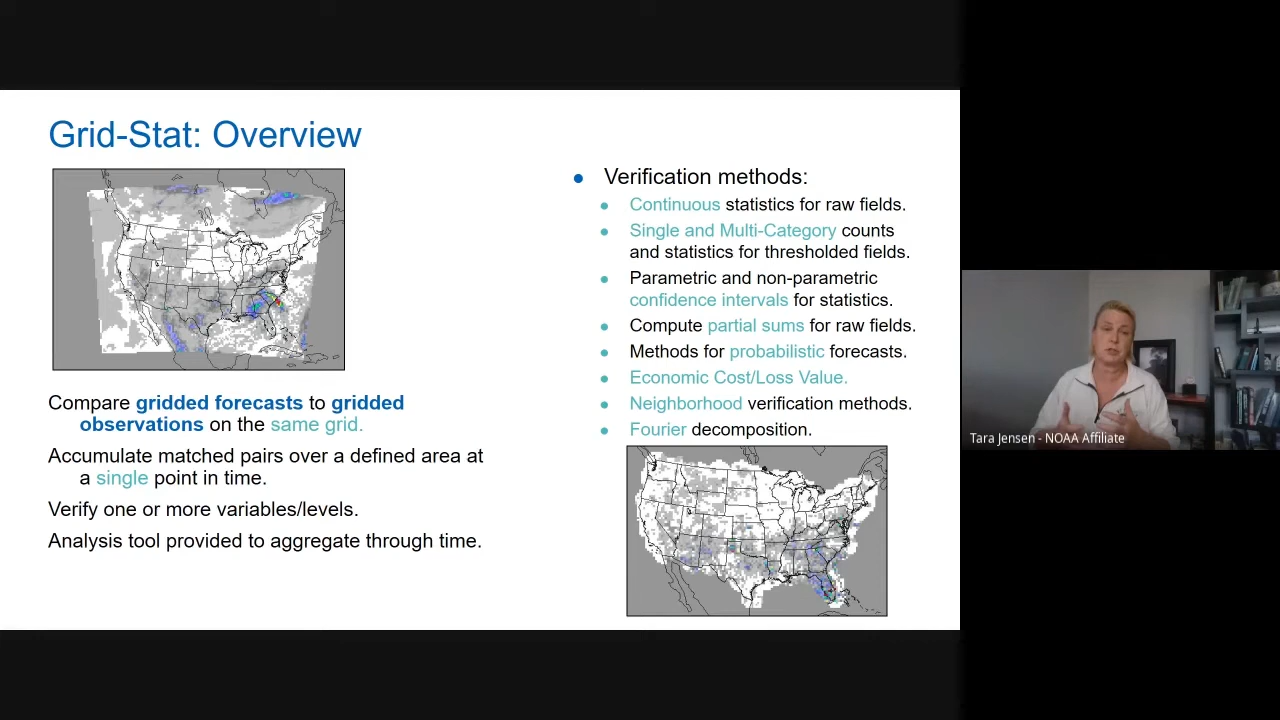 Grid-Stat: Overview
Compare gridded forecasts to gridded
observations on the same grid.
Accumulate matched pairs over a defined area at
a single point in time.
Verify one or more variables/levels.
Analysis tool provided to aggregate through time.
Verification methods:
Continuous statistics for raw fields.
Single and Multi-Category counts
and statistics for thresholded fields.
Parametric and non-parametric
confidence intervals for statistics.
Compute partial sums for raw fields.
Methods for probabilistic forecasts.
Economic Cost/Loss Value.
Neighborhood verification methods.
Fourier decomposition.
Tara Jensen - NOAA Affiliate